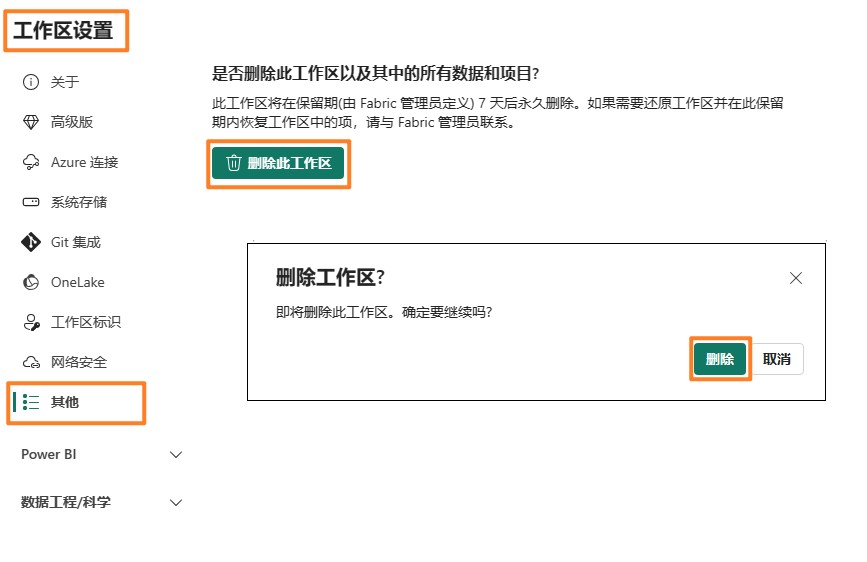 工作区设置
关于
高级版
Azure 连接
系统存储
Git 集成
OneLake
工作区标识
网络安全
其他
Power BI
数据工程/科学
是否删除此工作区以及其中的所有数据和项目?
此工作区将在保留期(由 Fabric 管理员定义) 7 天后永久删除。如果需要还原工作区并在此保留
期内恢复工作区中的项，请与 Fabric 管理员联系。
删除此工作区
删除工作区?
即将删除此工作区。确定要继续吗?
删除
取消